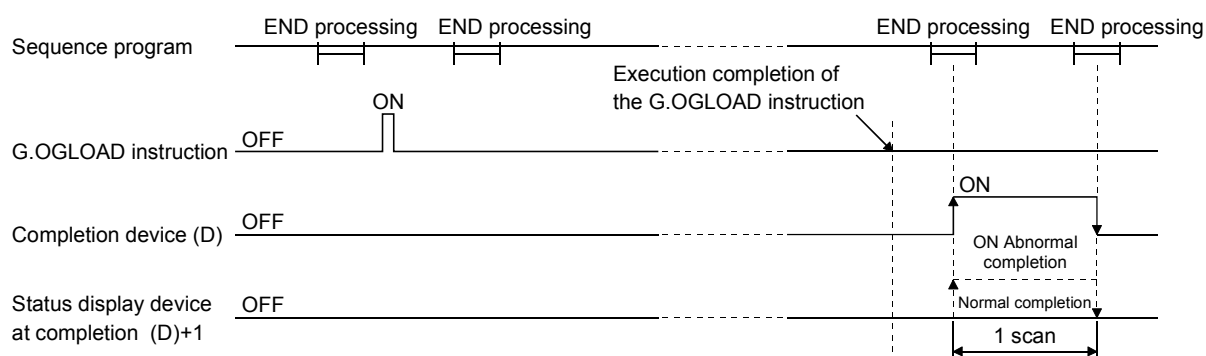 END processing END processing END processing END processing
Sequence program
Execution completion of
the G.OGLOAD instruction
ON
OFF
G.OGLOAD instruction
ON
OFF
Completion device (D)
ON Abnormal
completion
Status display device
at completion (D)+1
OFF
Normal completion
1 scan